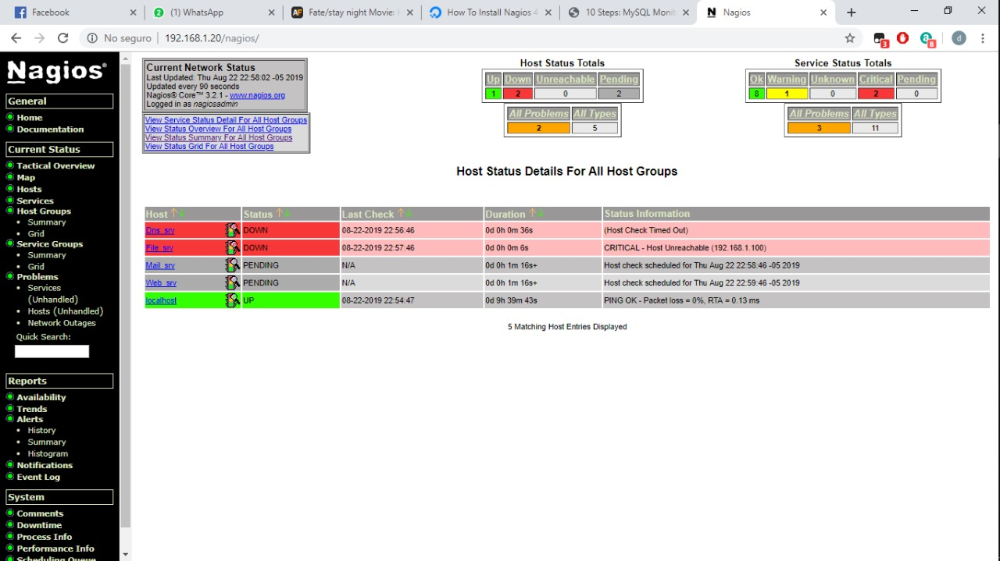 Facebook
(1) WhatsApp
Fate/stay night Movie:
How To Install Nagios 4
10 Steps: MySQL Monit
Nagios
No seguro
192.168.1.20/nagios/
3
8
d
Nagios®
General
Home
Documentation
Current Status
Tactical Overview
Map
Hosts
Services
Host Groups
Summary
Grid
Service Groups
Summary
Grid
Problems
Services
(Unhandled)
Hosts (Unhandled)
Network Outages
Quick Search:
Reports
Availability
Trends
Alerts
History
Summary
Histogram
Notifications
Event Log
System
Comments
Downtime
Process Info
Performance Info
Scheduling Queue
Current Network Status
Last Updated: Thu Aug 22 22:58:02 -05 2019
Updated every 90 seconds
Nagios® Core™ 3.2.1 - www.nagios.org
Logged in as nagiosadmin
View Service Status Detail For All Host Groups
View Status Overview For All Host Groups
View Status Summary For All Host Groups
View Status Grid For All Host Groups
Host Status Totals
Up Down Unreachable Pending
1 2 0 2
All Problems All Types
2 5
Service Status Totals
Ok Warning Unknown Critical Pending
8 1 0 2 0
All Problems All Types
3 11
Host Status Details For All Host Groups
Host Status Last Check Duration Status Information
Dns_srv DOWN 08-22-2019 22:56:46 0d 0h 0m 36s (Host Check Timed Out)
File_srv DOWN 08-22-2019 22:57:46 0d 0h 0m 6s CRITICAL - Host Unreachable (192.168.1.100)
Mail_srv PENDING N/A 0d 0h 1m 16s+ Host check scheduled for Thu Aug 22 22:58:46 -05 2019
Web_srv PENDING N/A 0d 0h 1m 16s+ Host check scheduled for Thu Aug 22 22:59:46 -05 2019
localhost UP 08-22-2019 22:54:47 0d 9h 39m 43s PING OK - Packet loss = 0%, RTA = 0.13 ms
5 Matching Host Entries Displayed